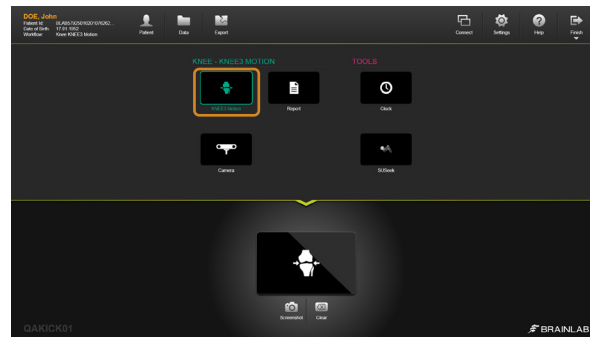 DOE, John
Patient Id:
Date of Birth: 17.01.1952
Workflow: Knee KNEE3 Motion
Patient
Data
Export
Connect
Settings
Help
Finish
KNEE - KNEE3 MOTION
TOOLS
KNEE3 Motion
Report
Clock
Camera
SUSeek
Screenshot
Clear
QAKICK01
BRAINLAB